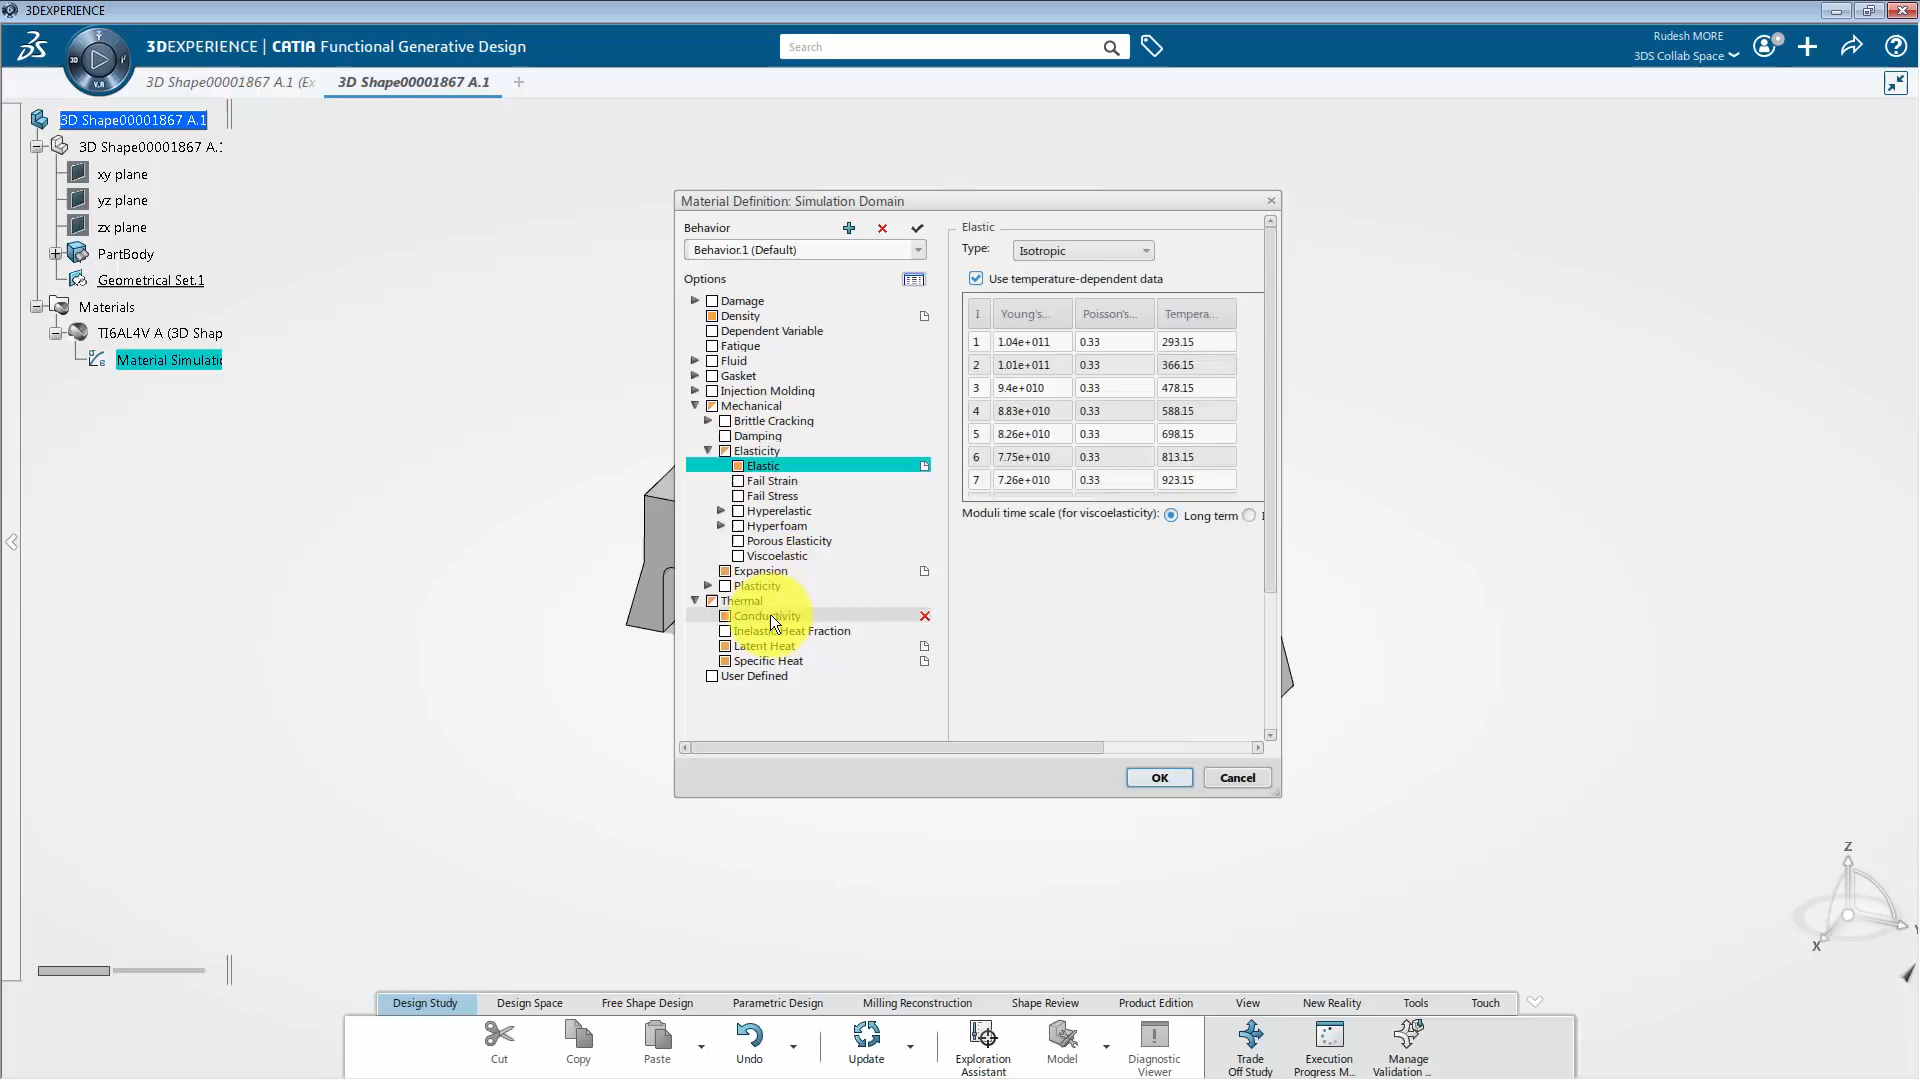 3DEXPERIENCE
3DEXPERIENCE | CATIA Functional Generative Design
Search
Rudesh MORE
3DS Collab Space
3D
V.R
3D Shape00001867 A.1 (Ex
3D Shape00001867 A.1
3D Shape00001867 A.1
3D Shape00001867 A.:
xy plane
yz plane
zx plane
PartBody
Geometrical Set.1
Materials
TI6AL4V A (3D Shap
Material Simulatic
Material Definition: Simulation Domain
Behavior
Behavior.1 (Default)
Options
Damage
Density
Dependent Variable
Fatigue
Fluid
Gasket
Injection Molding
Mechanical
Brittle Cracking
Damping
Elasticity
Elastic
Fail Strain
Fail Stress
Hyperelastic
Hyperfoam
Porous Elasticity
Viscoelastic
Expansion
Plasticity
Thermal
Conductivity
Inelastic Heat Fraction
Latent Heat
Specific Heat
User Defined
Elastic
Type: Isotropic
Use temperature-dependent data
I Young's... Poisson's... Tempera...
1 1.04e+011 0.33 293.15
2 1.01e+011 0.33 366.15
3 9.4e+010 0.33 478.15
4 8.83e+010 0.33 588.15
5 8.26e+010 0.33 698.15
6 7.75e+010 0.33 813.15
7 7.26e+010 0.33 923.15
Moduli time scale (for viscoelasticity): Long term I
OK Cancel
Z
X
Y
Design Study Design Space Free Shape Design Parametric Design Milling Reconstruction Shape Review Product Edition View New Reality Tools Touch
Cut
Copy
Paste
Undo
Update
Exploration Assistant
Model
Diagnostic Viewer
Trade Off Study
Execution Progress M...
Manage Validation ...